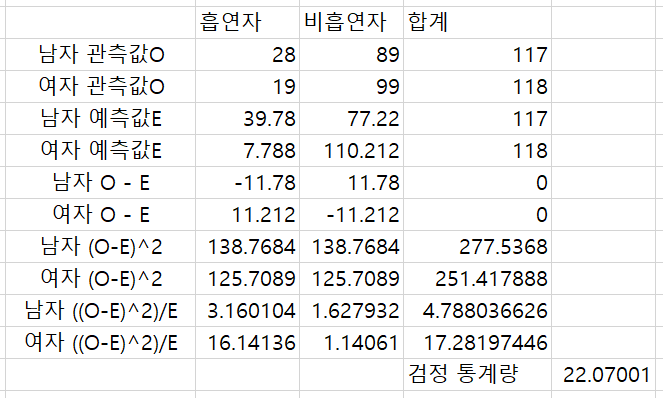 흡연자 비흡연자 합계
남자 관측값O 28 89 117
여자 관측값O 19 99 118
남자 예측값E 39.78 77.22 117
여자 예측값E 7.788 110.212 118
남자 O - E -11.78 11.78 0
여자 O - E 11.212 -11.212 0
남자 (O-E)^2 138.7684 138.7684 277.5368
여자 (O-E)^2 125.7089 125.7089 251.417888
남자 ((O-E)^2)/E 3.160104 1.627932 4.788036626
여자 ((O-E)^2)/E 16.14136 1.14061 17.28197446
검정 통계량 22.07001